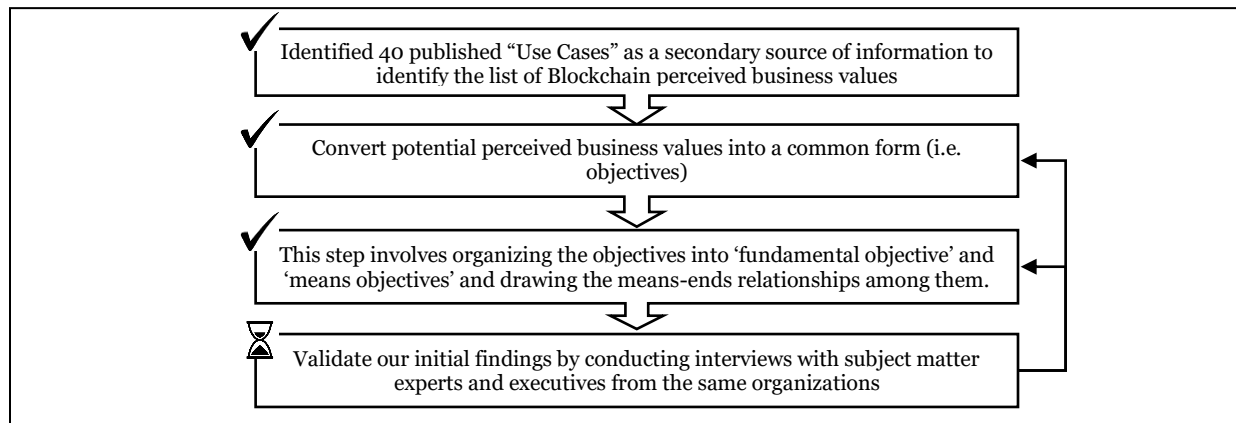 Identified 40 published “Use Cases” as a secondary source of information to
identify the list of Blockchain perceived business values
Convert potential perceived business values into a common form (i.e.
objectives)
This step involves organizing the objectives into ‘fundamental objective’ and
‘means objectives’ and drawing the means-ends relationships among them.
Validate our initial findings by conducting interviews with subject matter
experts and executives from the same organizations